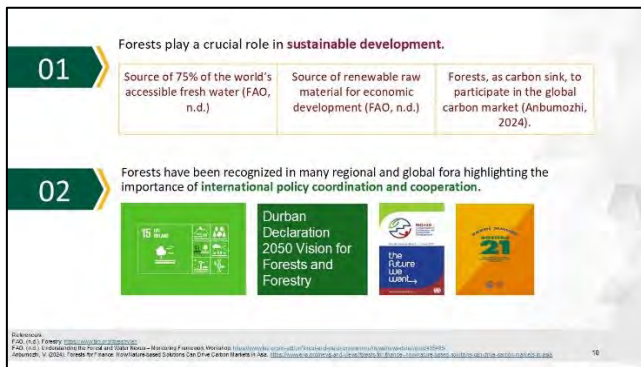 01
Forests play a crucial role in sustainable development.
Source of 75% of the world's
accessible fresh water (FAO,
n.d.)
Source of renewable raw
material for economic
development (FAO, n.d.)
Forests, as carbon sink, to
participate in the global
carbon market (Anbumozhi,
2024).
02
Forests have been recognized in many regional and global fora highlighting the
importance of international policy coordination and cooperation.
15
Durban
Declaration
2050 Vision for
Forests and
Forestry
the
Future
we
want
21
References:
FAO. (n.d.). Forestry.
FAO. (n.d.). Understanding the Forest and Water Nexus – Monitoring Framework Workshop.
Anbumozhi, V. (2024). Forests for Finance: How Nature-based Solutions Can Drive Carbon Markets in Asia.
18